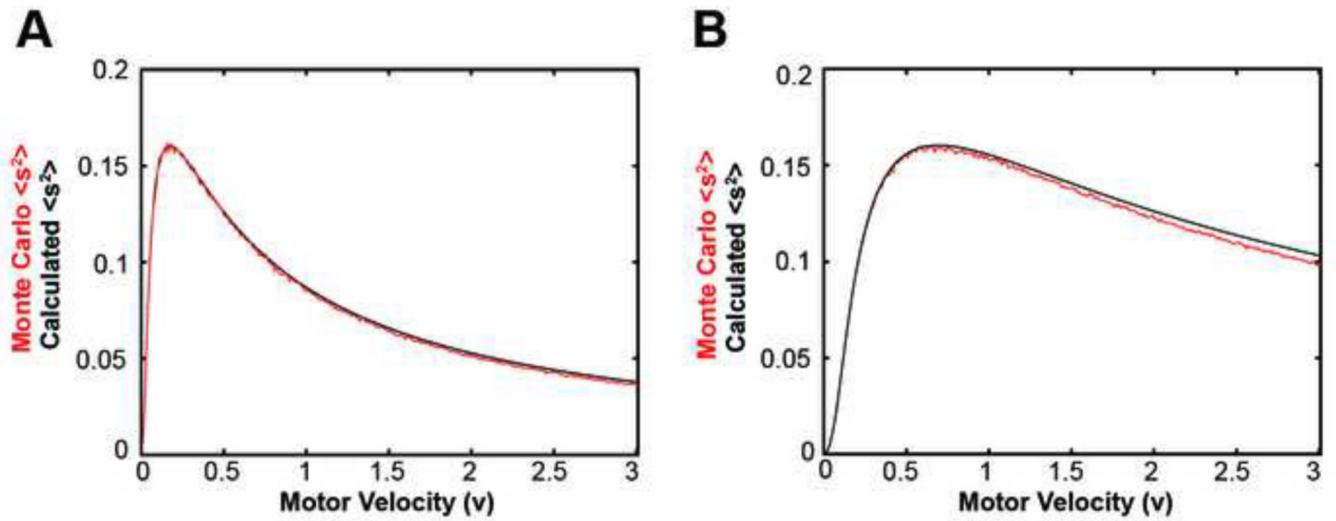 A
B
0.2
0.15
0.1
0.05
0
0 0.5 1 1.5 2 2.5 3
Motor Velocity (v)
Monte Carlo <s²>
Calculated <s²>
0.2
0.15
0.1
0.05
0
0 0.5 1 1.5 2 2.5 3
Motor Velocity (v)
Monte Carlo <s²>
Calculated <s²>